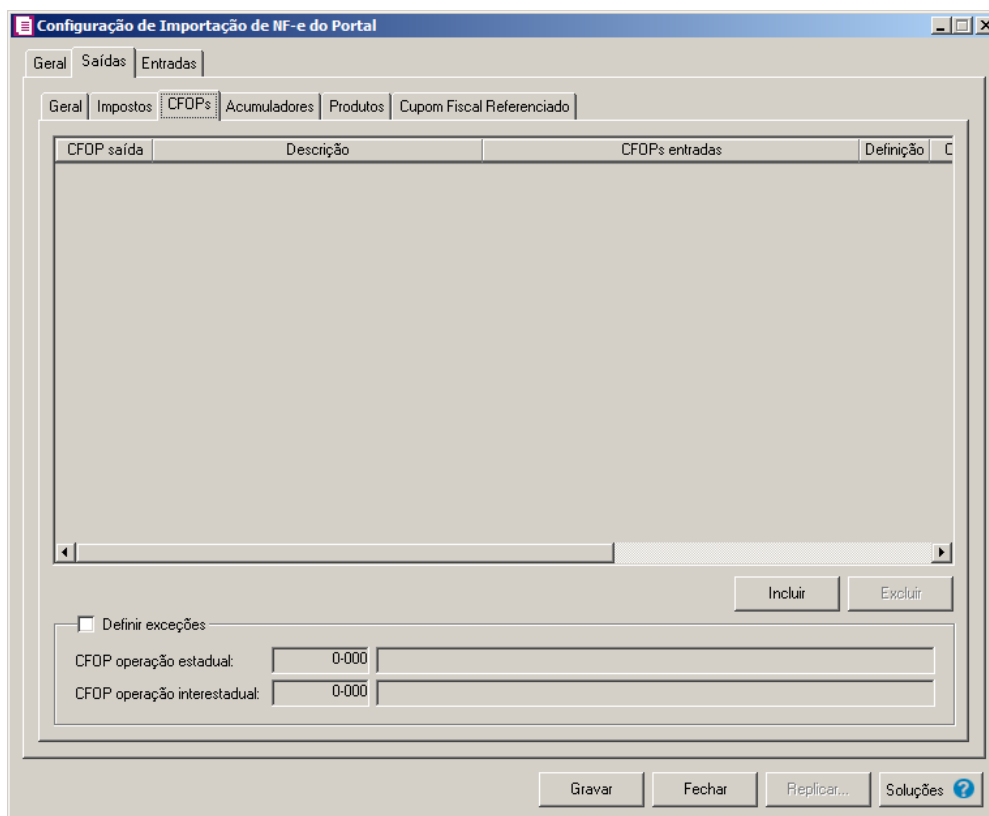 Configuração de Importação de NF-e do Portal
Geral Saídas Entradas
Geral Impostos CFOPs Acumuladores Produtos Cupom Fiscal Referenciado
CFOP saída Descrição CFOPs entradas Definição C
Incluir Excluir
Definir exceções
CFOP operação estadual: 0-000
CFOP operação interestadual: 0-000
Gravar Fechar Replicar... Soluções ?